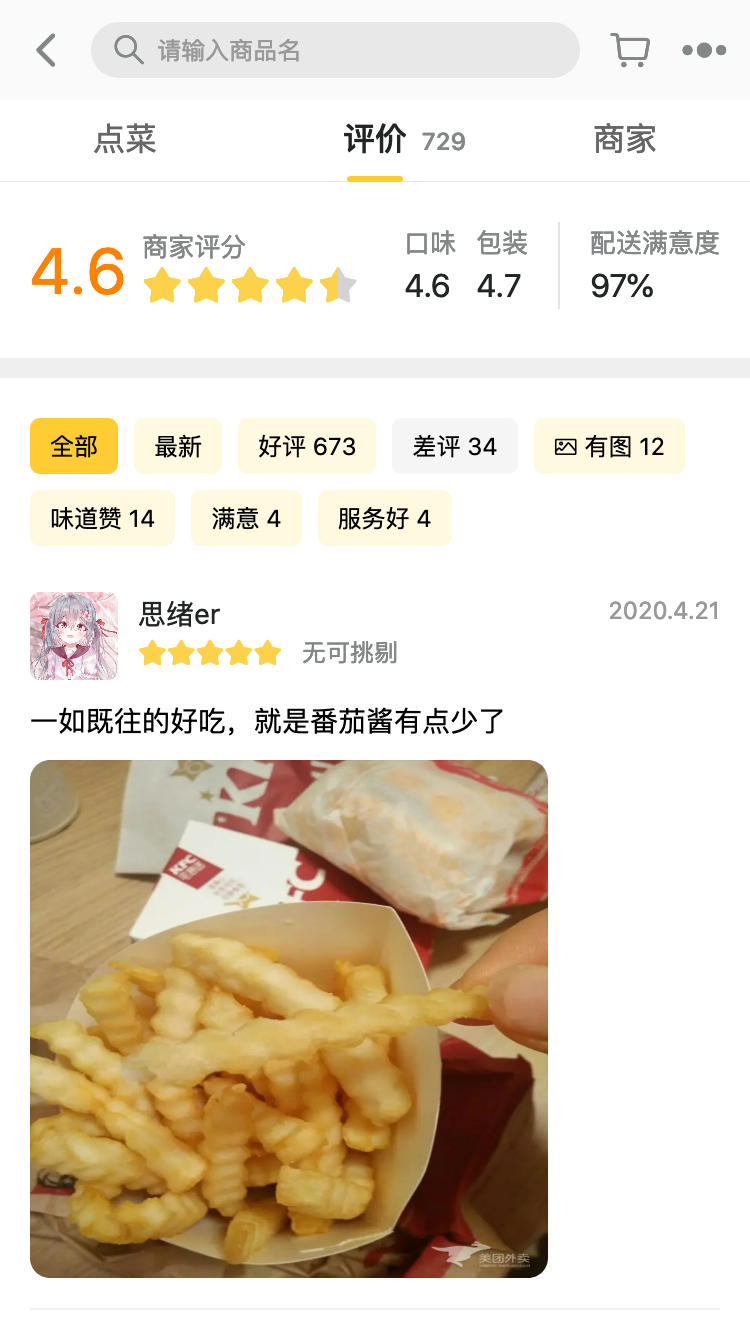 请输入商品名
点菜
评价 729
商家
4.6
商家评分
口味 包装 配送满意度
4.6 4.7 97%
全部 最新 好评 673 差评 34 有图 12
味道赞 14 满意 4 服务好 4
思绪er
2020.4.21
无可挑剔
一如既往的好吃，就是番茄酱有点少了
KFC
美团外卖